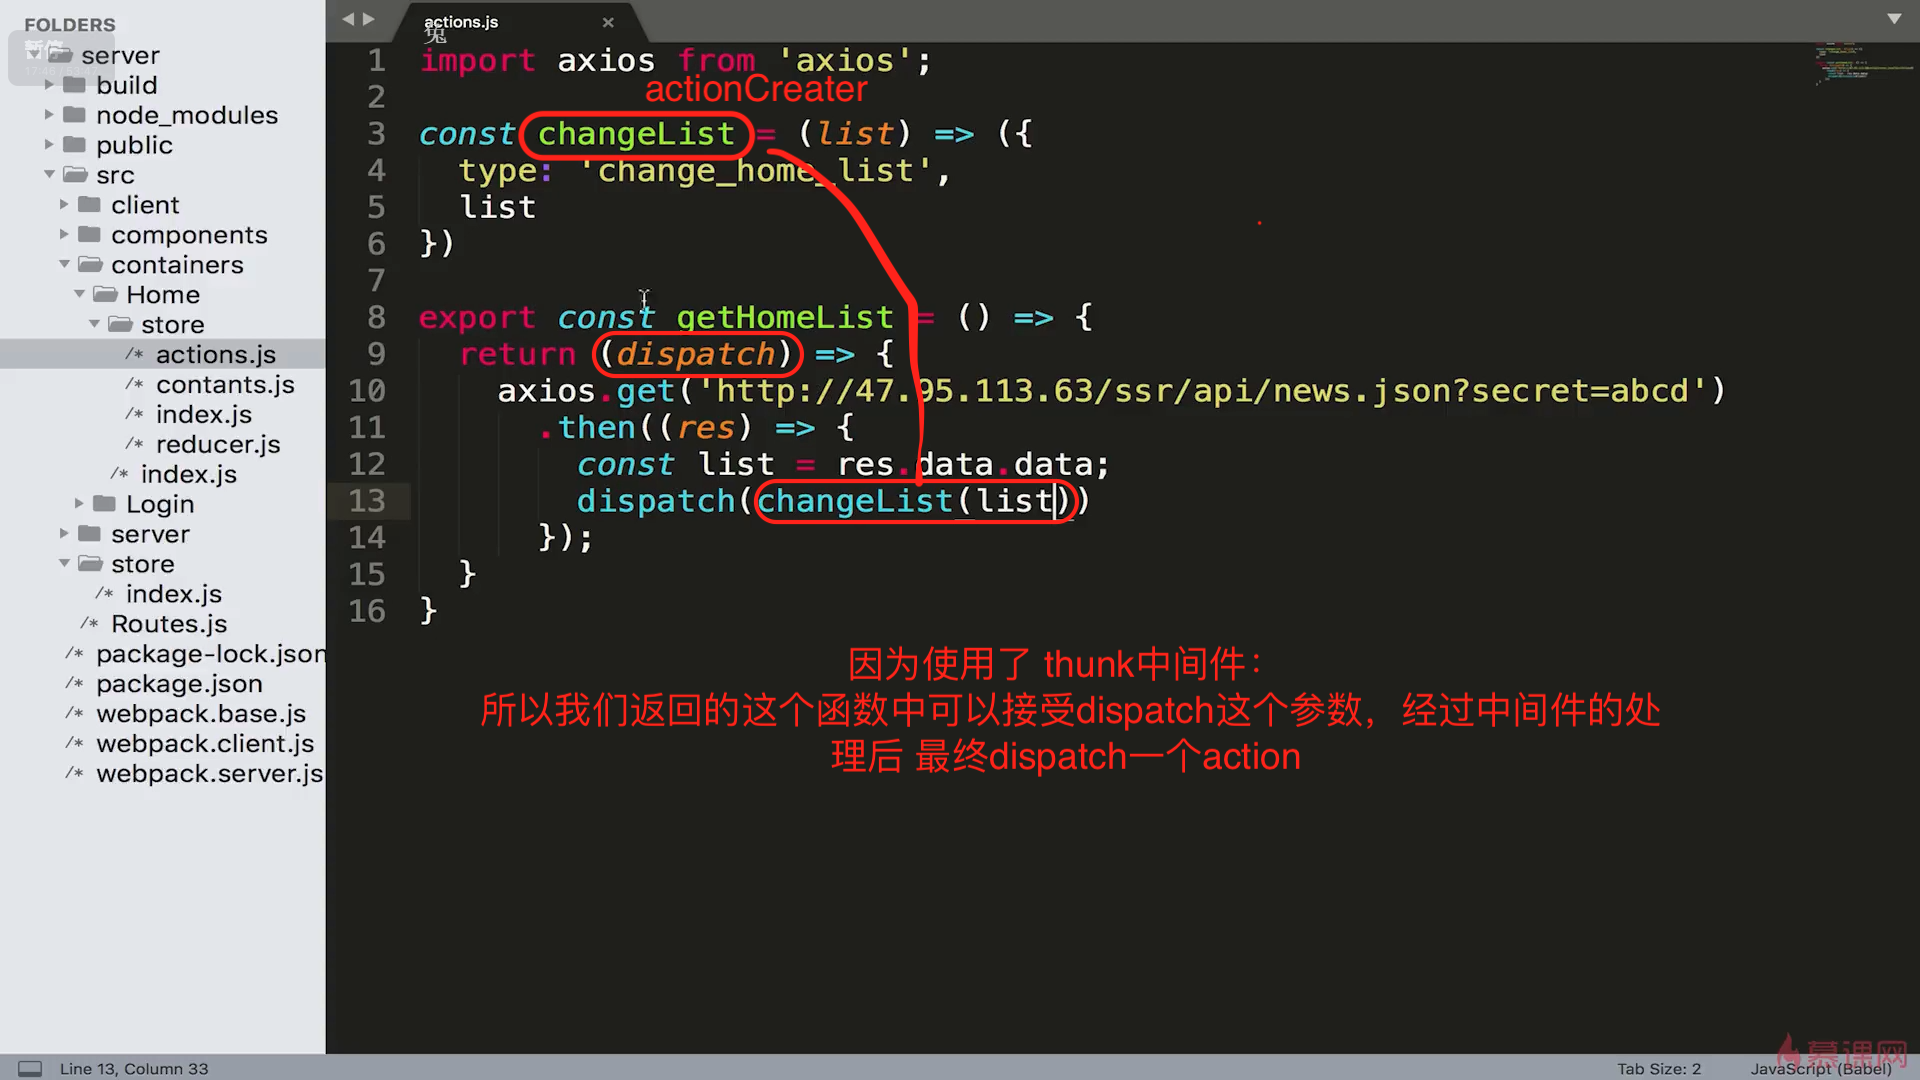 FOLDERS
暂停
server
build
node_modules
public
src
client
components
containers
Home
store
/* actions.js
/* contants.js
/* index.js
/* reducer.js
/* index.js
Login
server
store
/* index.js
/* Routes.js
/* package-lock.json
/* package.json
/* webpack.base.js
/* webpack.client.js
/* webpack.server.js
actions.js ×
1 import axios from 'axios';
2
actionCreater
3 const changeList = (list) => ({
4 type: 'change_home_list',
5 list
6 })
7
8 export const getHomeList = () => {
9 return (dispatch) => {
10 axios.get('http://47.95.113.63/ssr/api/news.json?secret=abcd')
11 .then((res) => {
12 const list = res.data.data;
13 dispatch(changeList(list))
14 });
15 }
16 }
因为使用了 thunk中间件：
所以我们返回的这个函数中可以接受dispatch这个参数，经过中间件的处
理后 最终dispatch一个action
慕课网
Line 13, Column 33
Tab Size: 2
JavaScript (Babel)